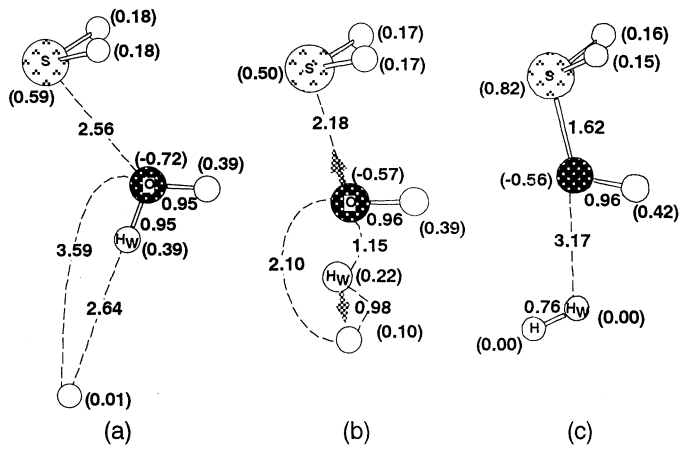 (0.18)
S
(0.18)
(0.59)
2.56
(-0.72)
(0.39)
O
0.95
0.95
HW
(0.39)
3.59
2.64
(0.01)
(a)
(0.17)
S
(0.17)
(0.50)
2.18
(-0.57)
O
0.96
(0.39)
1.15
2.10
HW
(0.22)
0.98
(0.10)
(b)
(0.16)
S
(0.15)
(0.82)
1.62
(-0.56)
0.96
(0.42)
3.17
0.76
HW
(0.00)
H
(0.00)
(c)